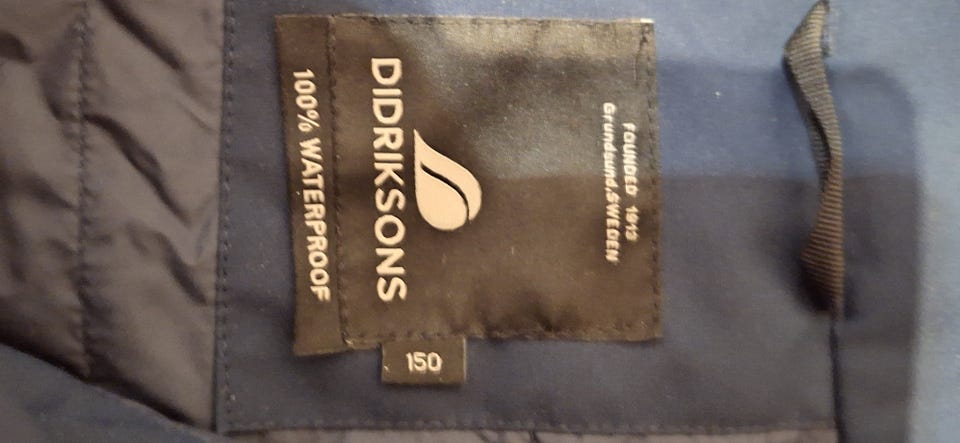 FOUNDED 1913
Grundsund.SWEDEN
DIDRIKSONS
100% WATERPROOF
150